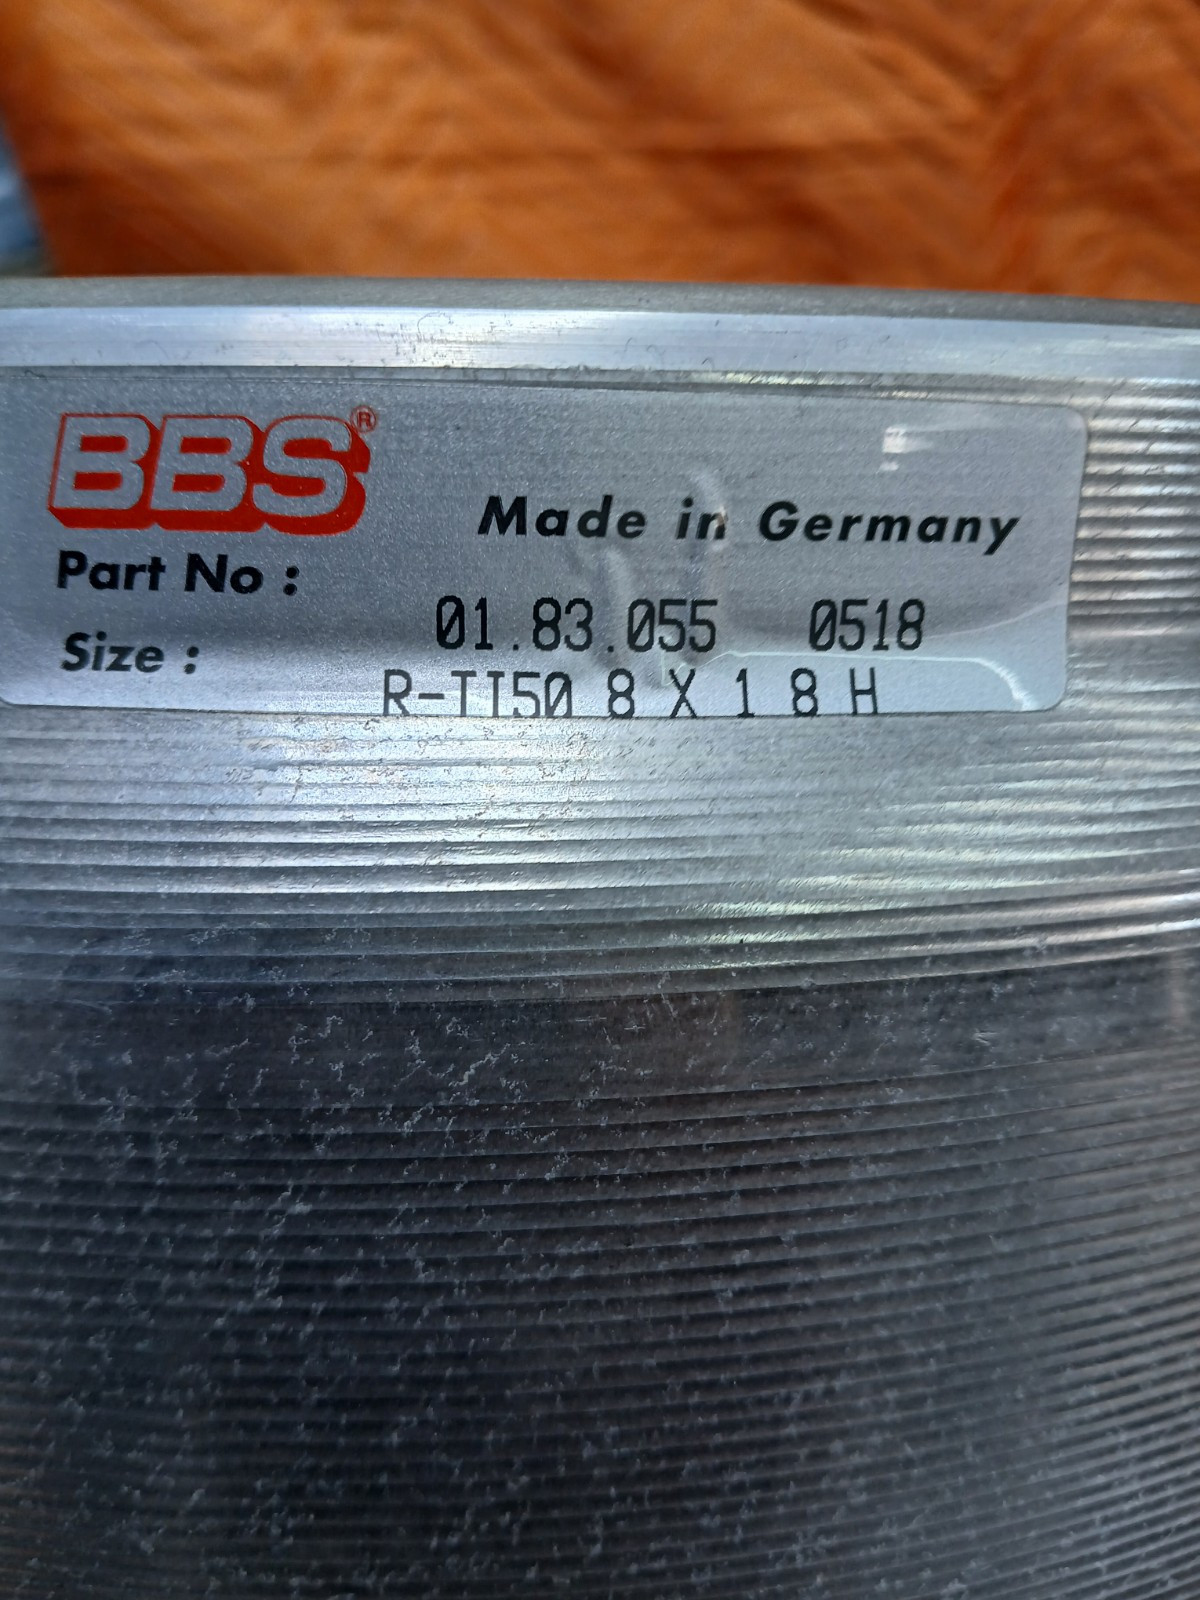 BBS®
Made in Germany
Part No :
01.83.055 0518
Size :
R-TI50 8 X 1 8 H